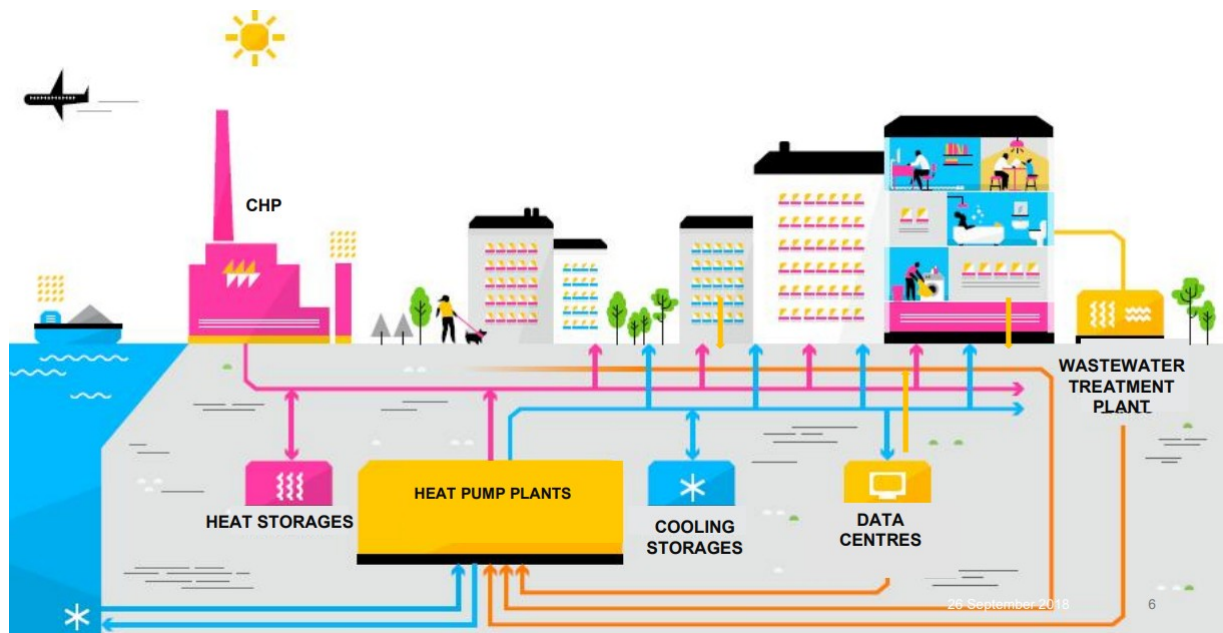 CHP
WASTEWATER
TREATMENT
PLANT
HEAT PUMP PLANTS
HEAT STORAGES
COOLING
STORAGES
DATA
CENTRES
26 September 2018
6